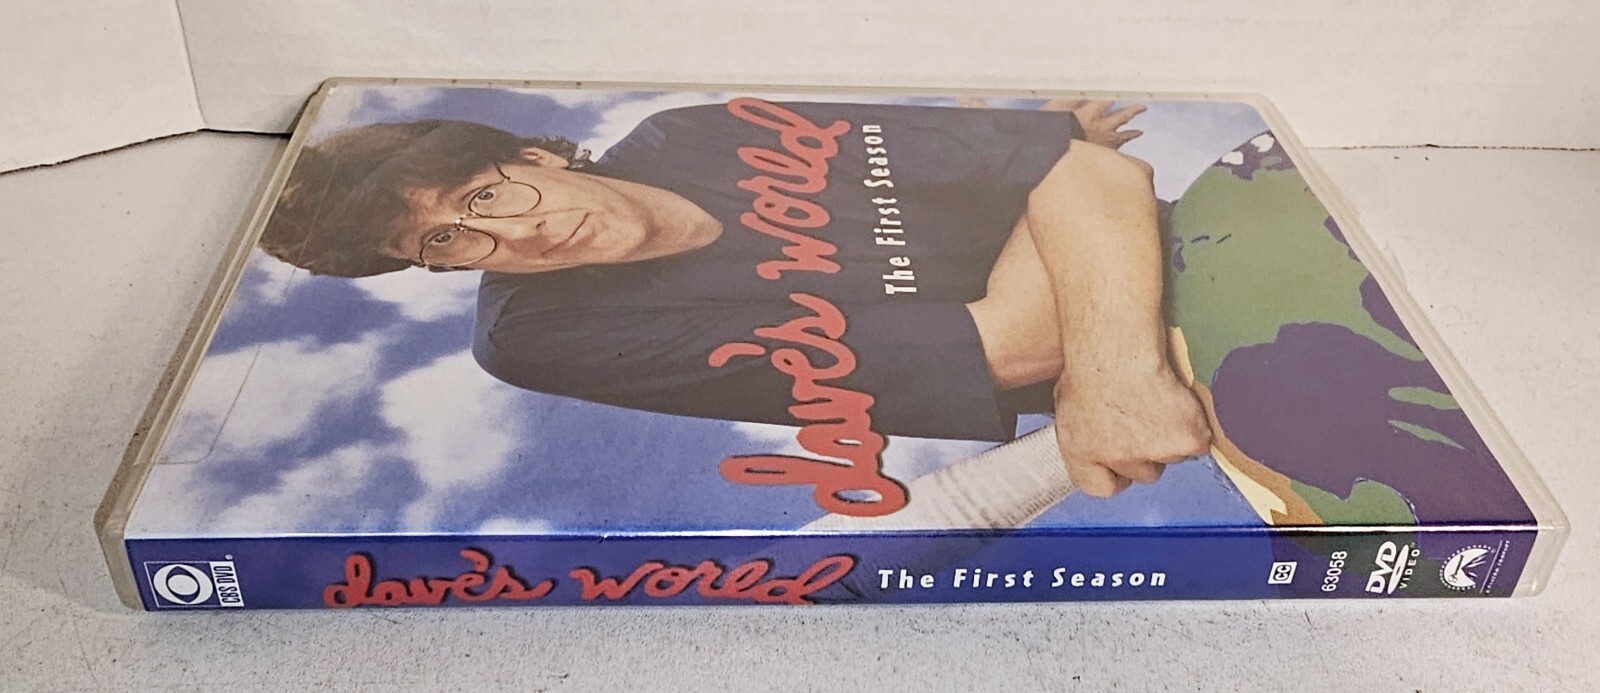 dave's world
The First Season
CBS DVD
dave's world
The First Season
CC
63058
DVD
VIDEO